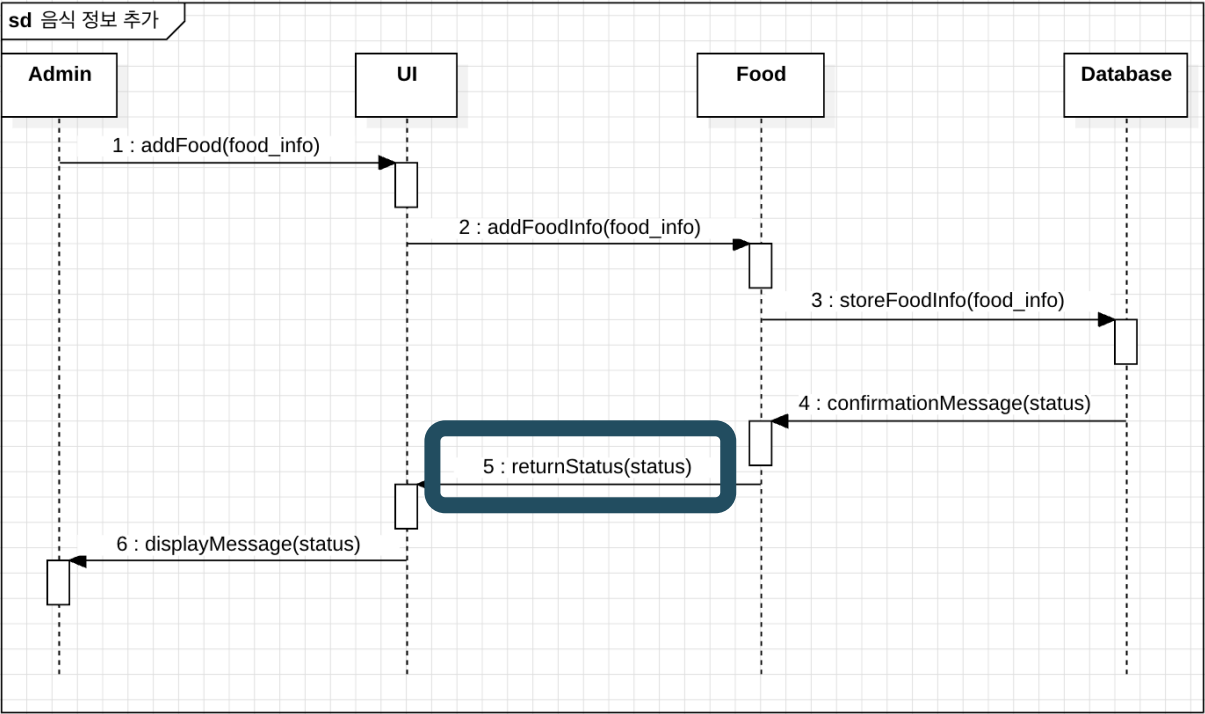 sd 음식 정보 추가
Admin
UI
Food
Database
1 : addFood(food_info)
2 : addFoodInfo(food_info)
3 : storeFoodInfo(food_info)
4 : confirmationMessage(status)
5 : returnStatus(status)
6 : displayMessage(status)